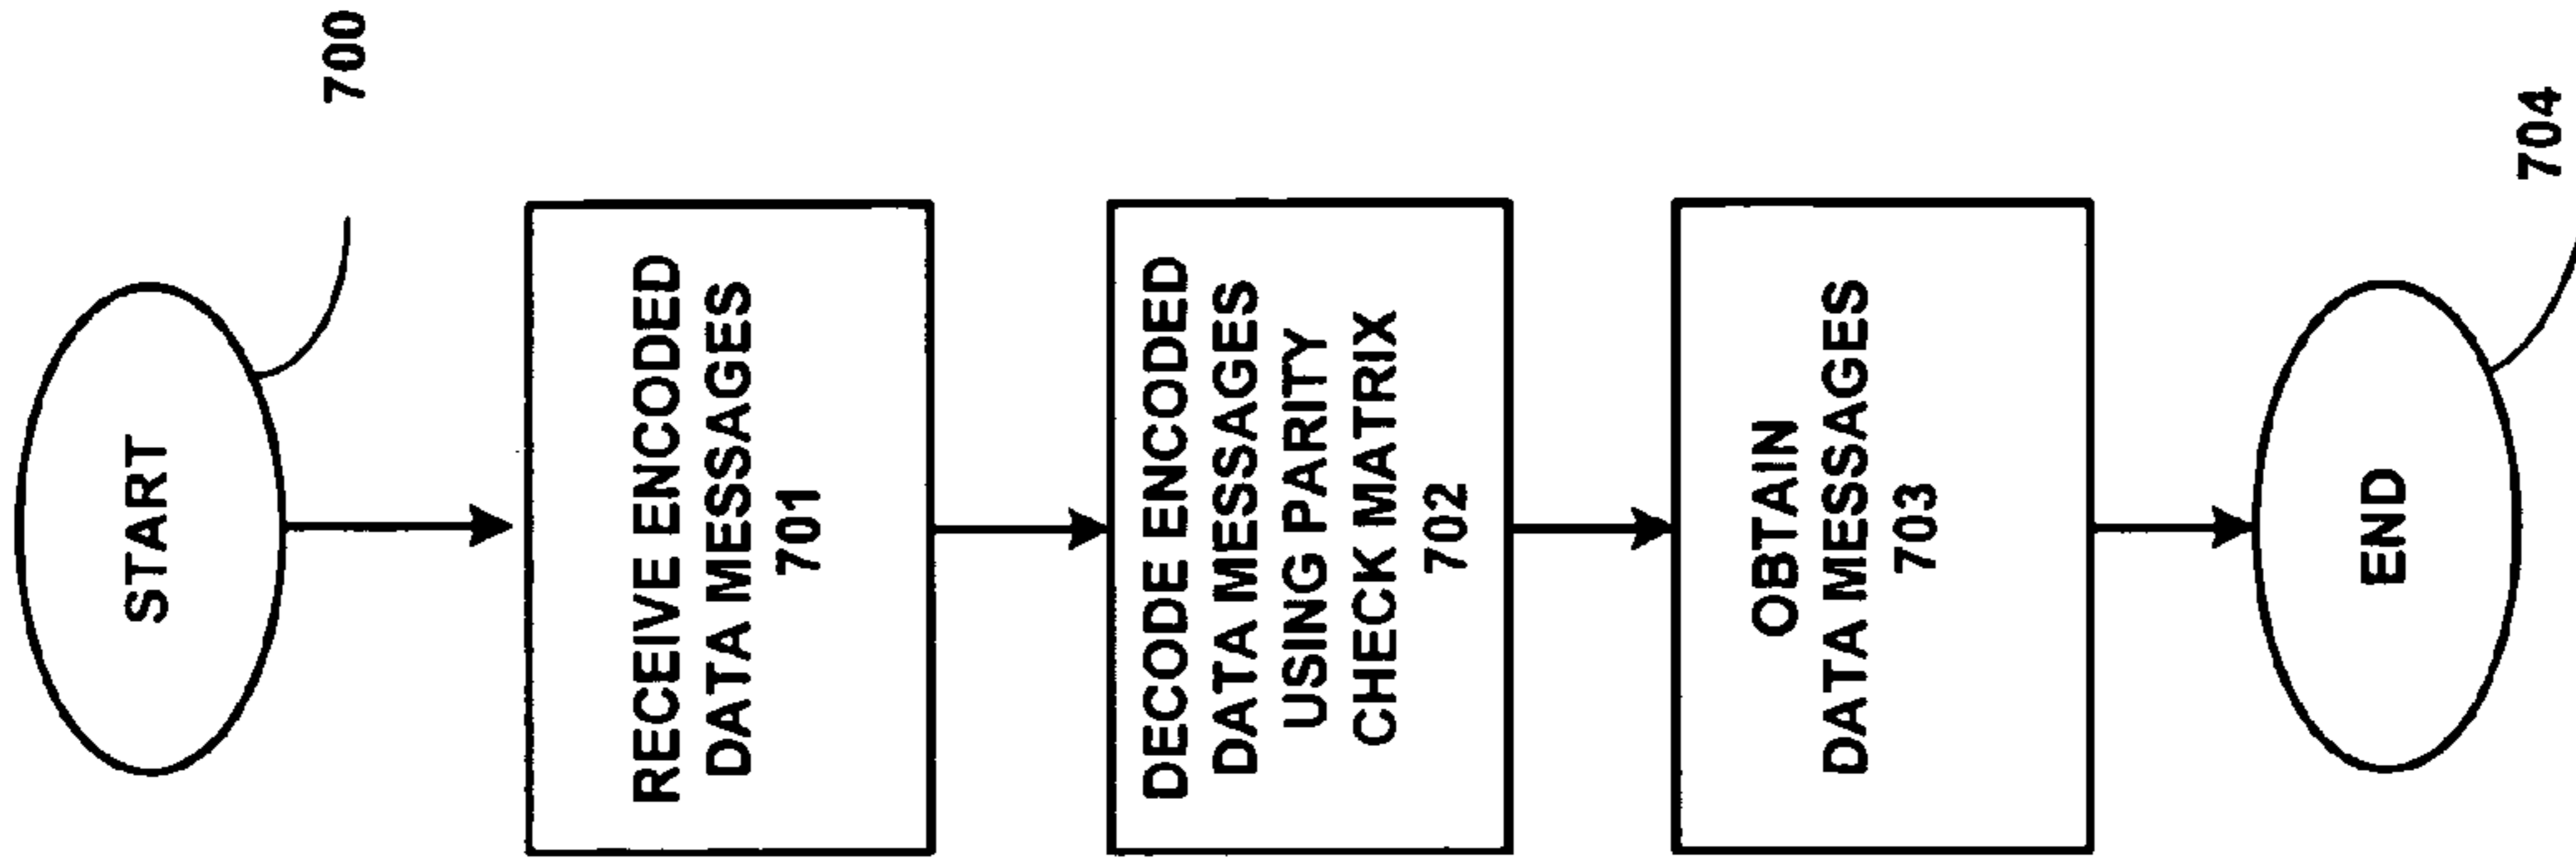 START
700
RECEIVE ENCODED
DATA MESSAGES
701
DECODE ENCODED
DATA MESSAGES
USING PARITY
CHECK MATRIX
702
OBTAIN
DATA MESSAGES
703
END
704